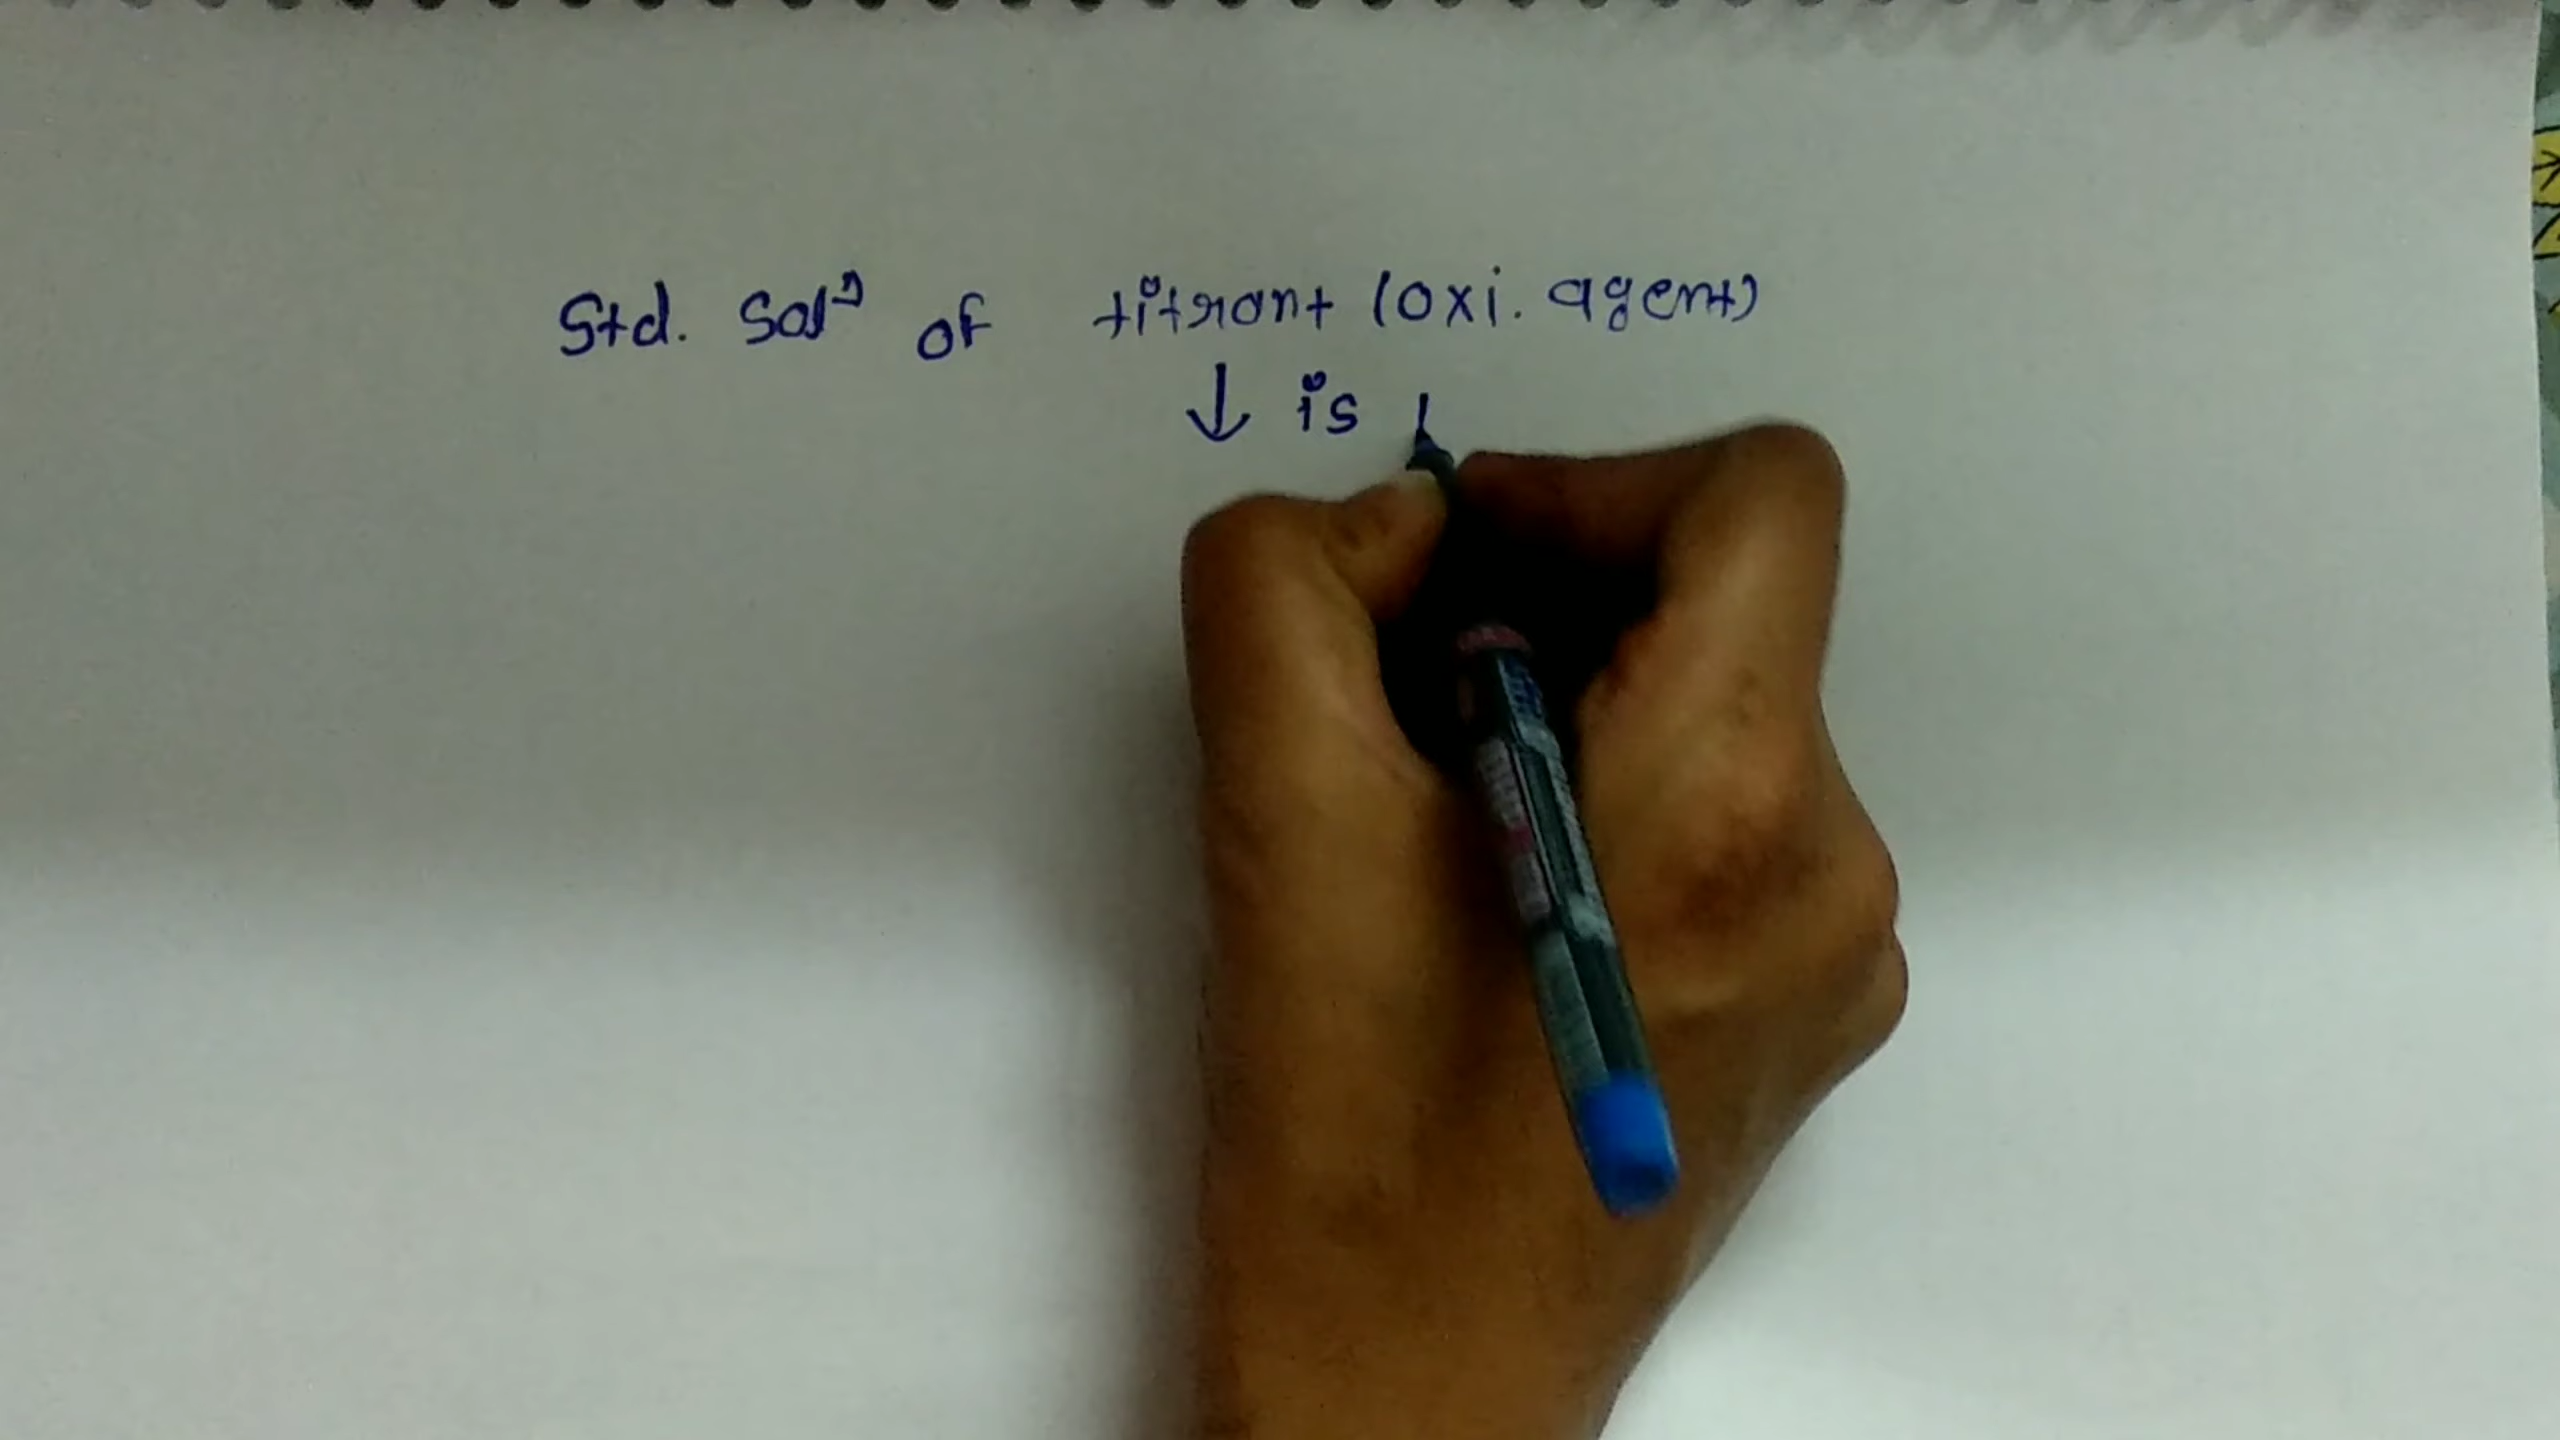 Std. Solⁿ of titrant (oxi. agent)
↓ is